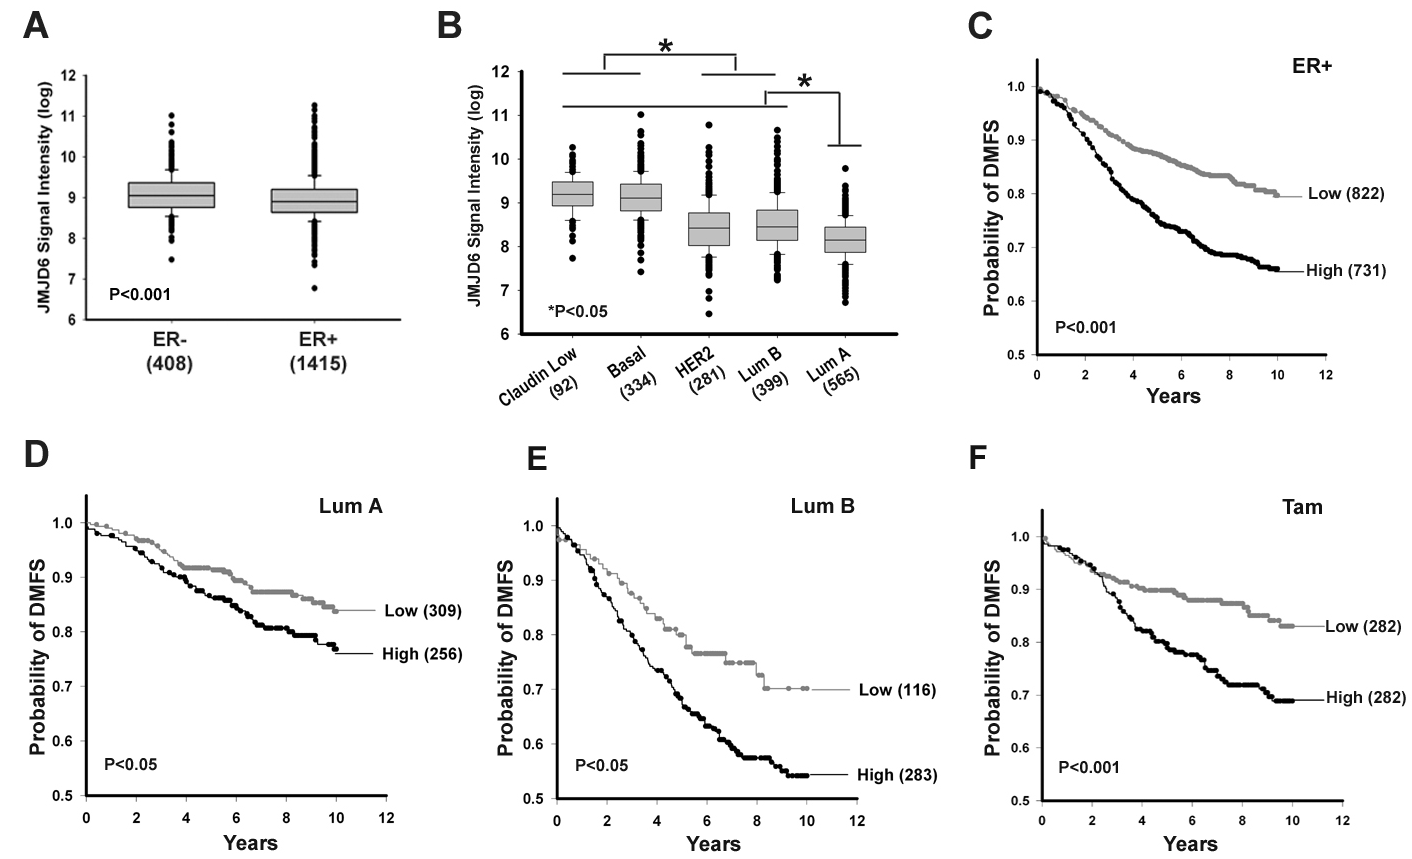 A
JMJD6 Signal Intensity (log)
12
11
10
9
8
7
6
P<0.001
ER-
(408)
ER+
(1415)
B
JMJD6 Signal Intensity (log)
12
11
10
9
8
7
6
*
*
*P<0.05
Claudin Low
(92)
Basal
(334)
HER2
(281)
Lum B
(399)
Lum A
(565)
C
ER+
Probability of DMFS
1.0
0.9
0.8
0.7
0.6
0.5
Low (822)
High (731)
P<0.001
0 2 4 6 8 10 12
Years
D
Lum A
Probability of DMFS
1.0
0.9
0.8
0.7
0.6
0.5
Low (309)
High (256)
P<0.05
0 2 4 6 8 10 12
Years
E
Lum B
Probability of DMFS
1.0
0.9
0.8
0.7
0.6
0.5
Low (116)
High (283)
P<0.05
0 2 4 6 8 10 12
Years
F
Tam
Probability of DMFS
1.0
0.9
0.8
0.7
0.6
0.5
Low (282)
High (282)
P<0.001
0 2 4 6 8 10 12
Years